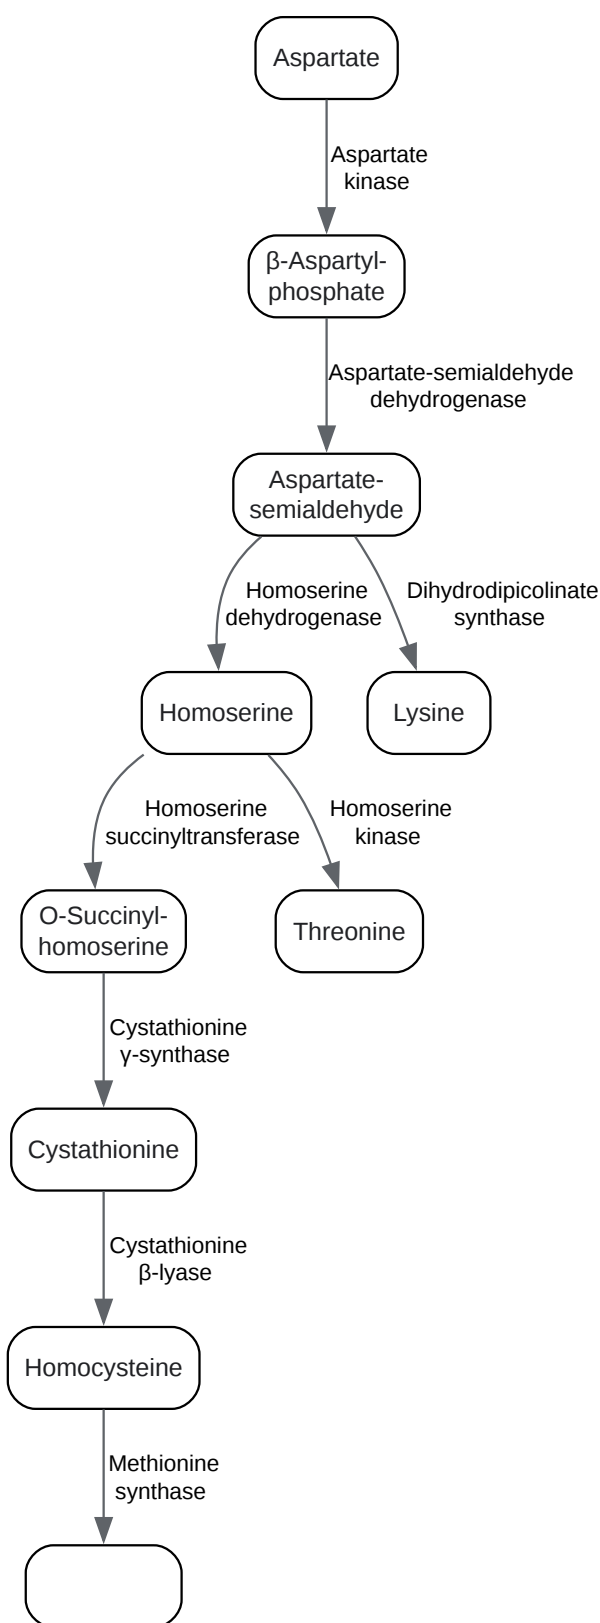 Aspartate
Aspartate
kinase
β-Aspartyl-
phosphate
Aspartate-semialdehyde
dehydrogenase
Aspartate-
semialdehyde
Homoserine
dehydrogenase
Dihydrodipicolinate
synthase
Homoserine
Lysine
Homoserine
succinyltransferase
Homoserine
kinase
O-Succinyl-
homoserine
Threonine
Cystathionine
γ-synthase
Cystathionine
Cystathionine
β-lyase
Homocysteine
Methionine
synthase